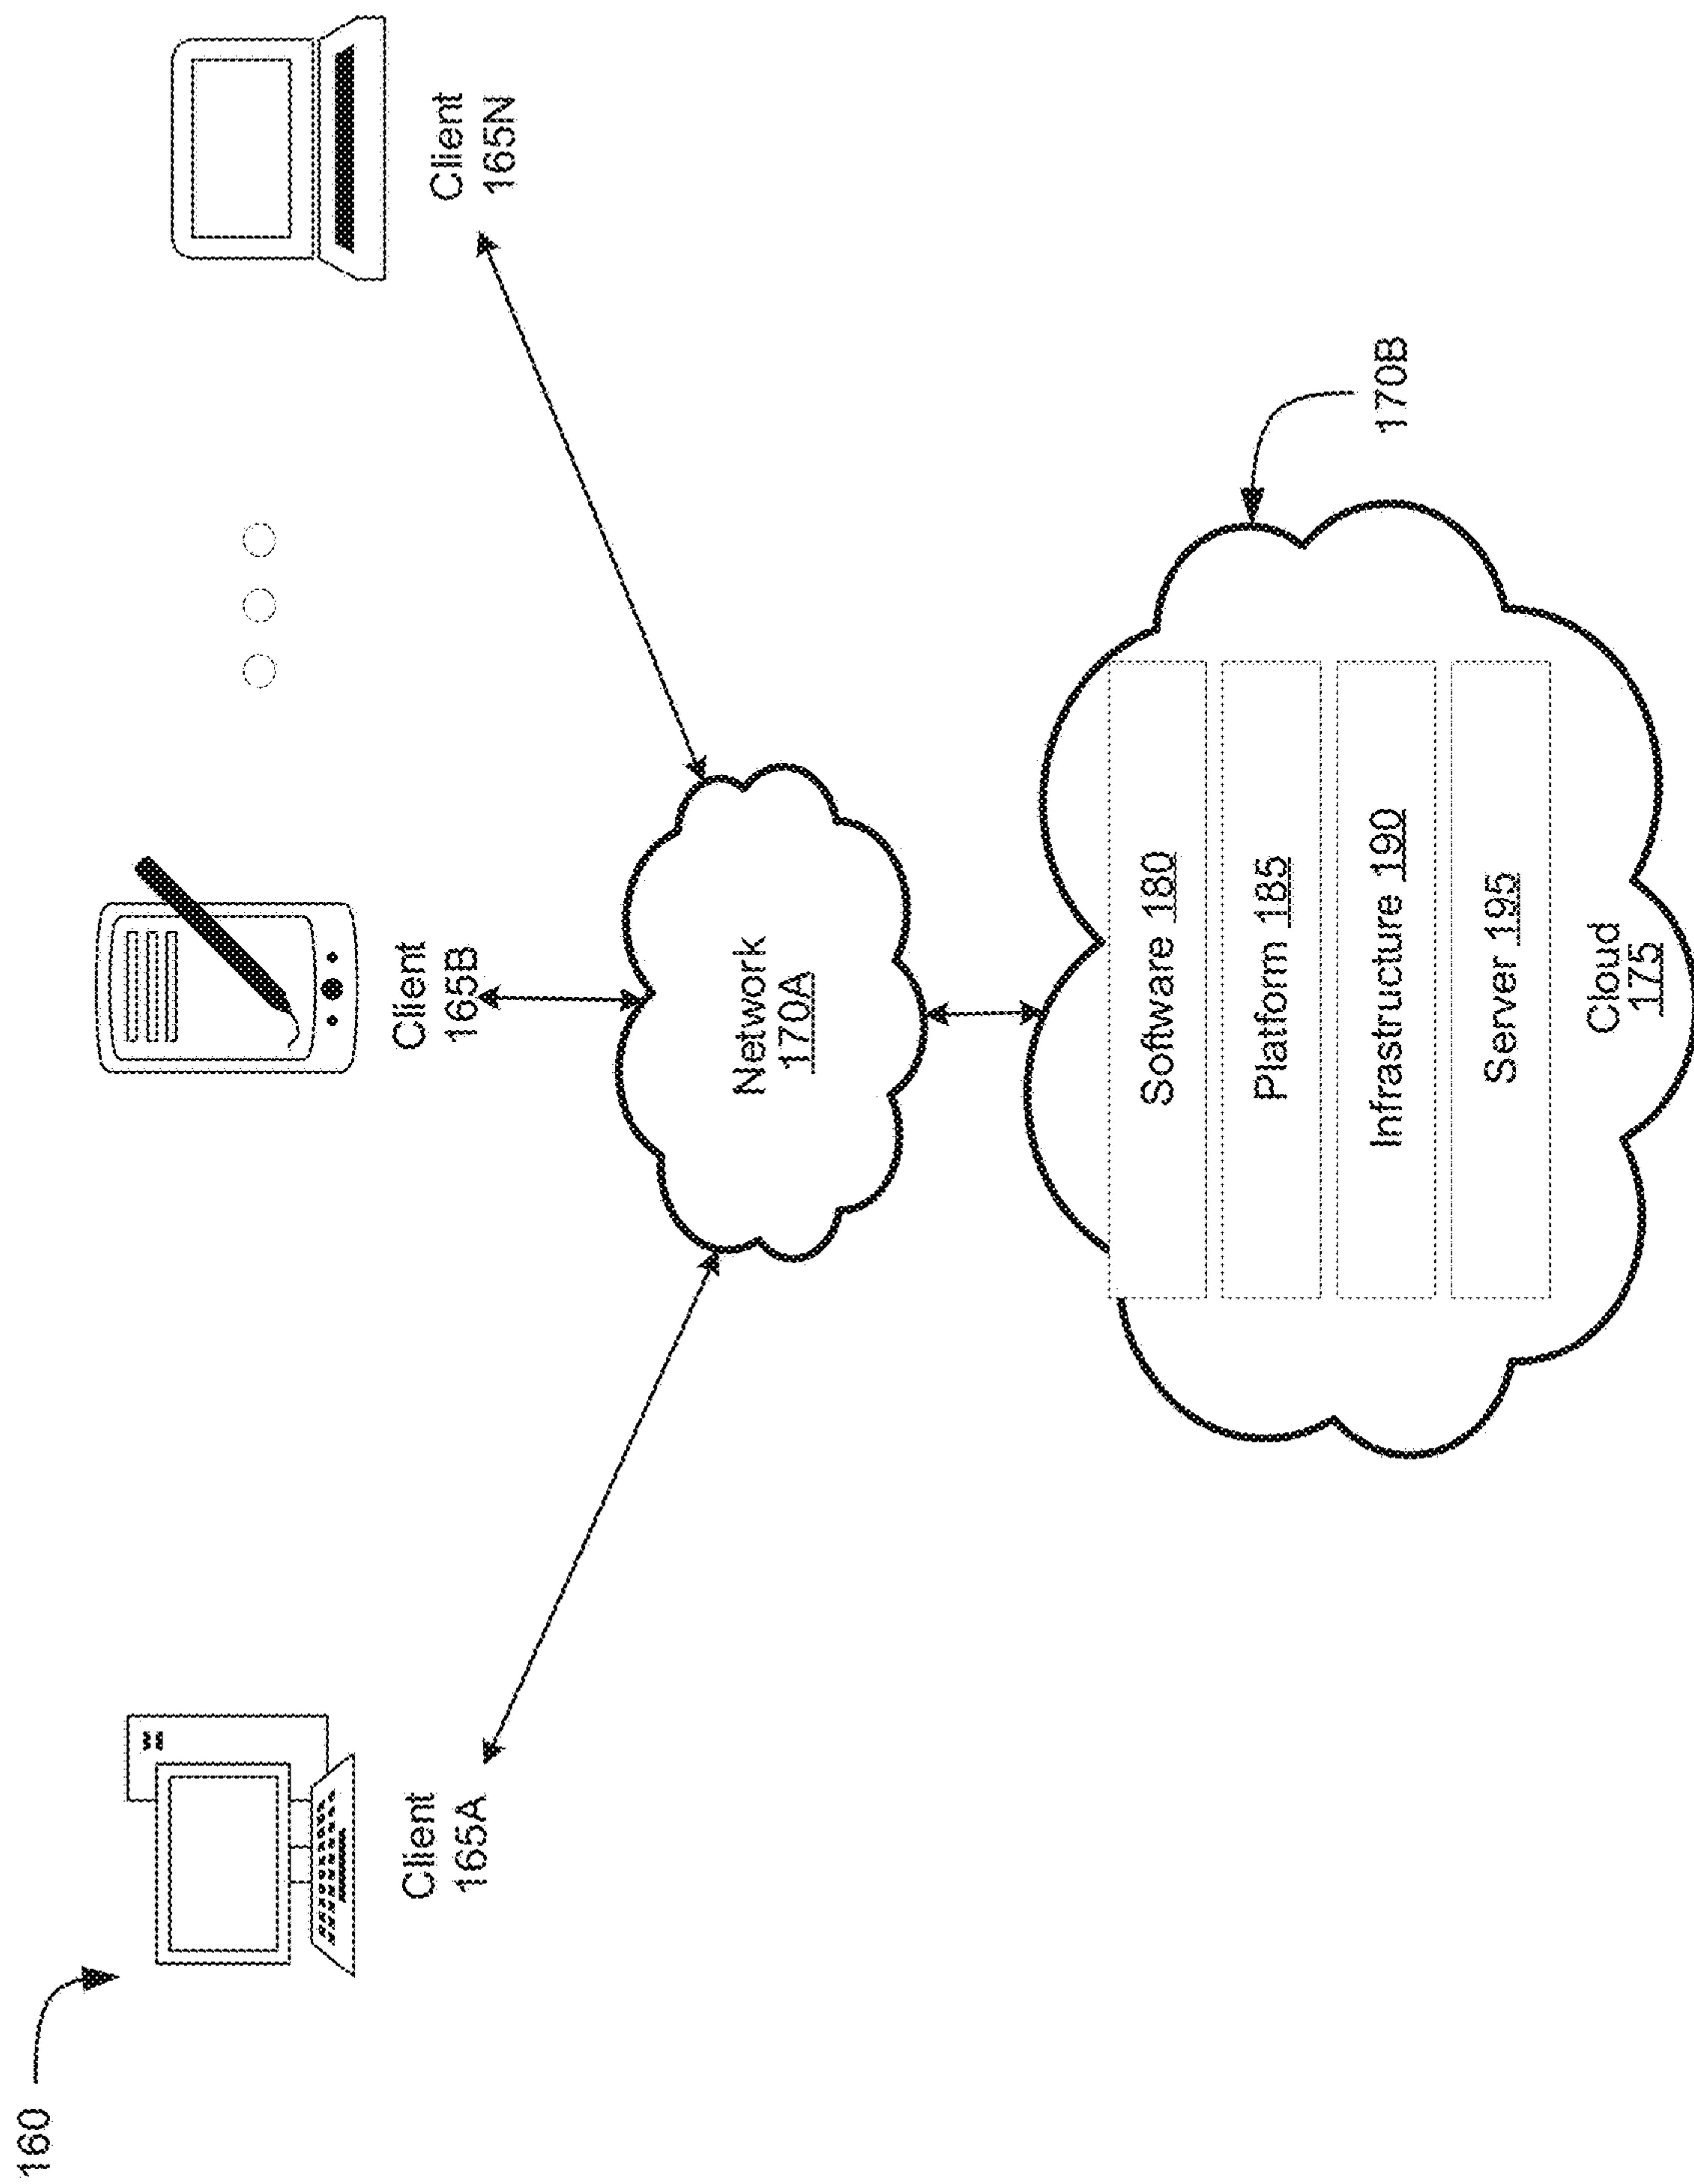 160
Client
165A
Client
165B
Client
165N
Network
170A
170B
Software 180
Platform 185
Infrastructure 190
Server 195
Cloud
175